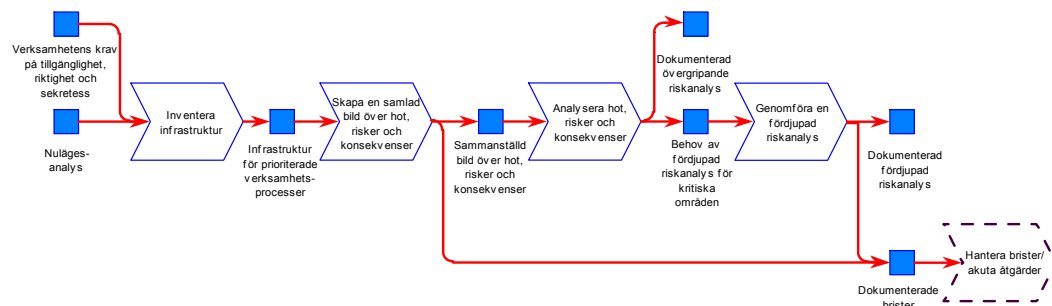 Verksamhetens krav
på tillgänglighet,
riktighet och
sekretess
Nuläges-
analys
Inventera
infrastruktur
Infrastruktur
för prioriterade
verksamhets-
processer
Skapa en samlad
bild över hot,
risker och
konsekvenser
Sammanställd
bild över hot,
risker och
konsekvenser
Analysera hot,
risker och
konsekvenser
Dokumenterad
övergripande
riskanalys
Behov av
fördjupad
riskanalys för
kritiska
områden
Genomföra en
fördjupad
riskanalys
Dokumenterad
fördjupad
riskanalys
Dokumenterade
brister
Hantera brister/
akuta åtgärder